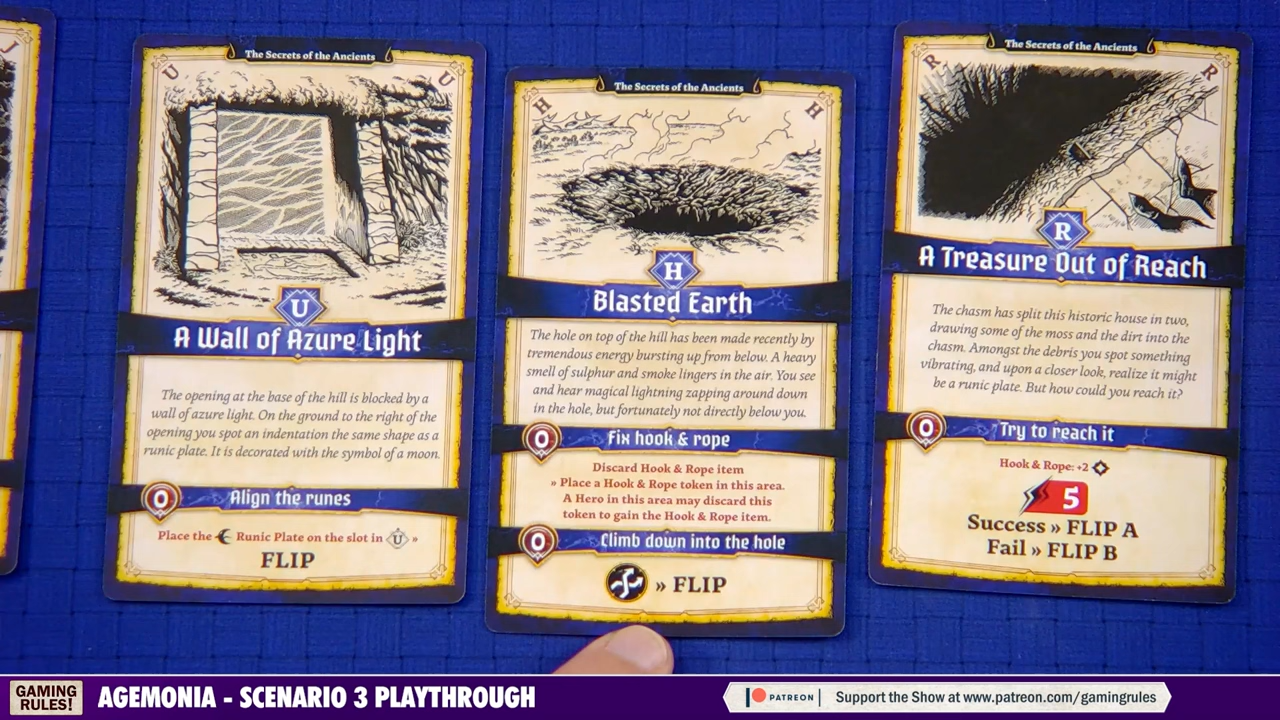 J
The Secrets of the Ancients
U
U
U
A Wall of Azure Light
The opening at the base of the hill is blocked by a
wall of azure light. On the ground to the right of the
opening you spot an indentation the same shape as a
runic plate. It is decorated with the symbol of a moon.
0 Align the runes
Place the Runic Plate on the slot in U »
FLIP
The Secrets of the Ancients
H
H
H
Blasted Earth
The hole on top of the hill has been made recently by
tremendous energy bursting up from below. A heavy
smell of sulphur and smoke lingers in the air. You see
and hear magical lightning zapping around down
in the hole, but fortunately not directly below you.
0 Fix hook & rope
Discard Hook & Rope item
» Place a Hook & Rope token in this area.
A Hero in this area may discard this
token to gain the Hook & Rope item.
0 Climb down into the hole
» FLIP
The Secrets of the Ancients
R
R
R
A Treasure Out of Reach
The chasm has split this historic house in two,
drawing some of the moss and the dirt into the
chasm. Amongst the debris you spot something
vibrating, and upon a closer look, realize it might
be a runic plate. But how could you reach it?
0 Try to reach it
Hook & Rope: +2
5
Success » FLIP A
Fail » FLIP B
GAMING
RULES!
AGEMONIA - SCENARIO 3 PLAYTHROUGH
PATREON
Support the Show at www.patreon.com/gamingrules